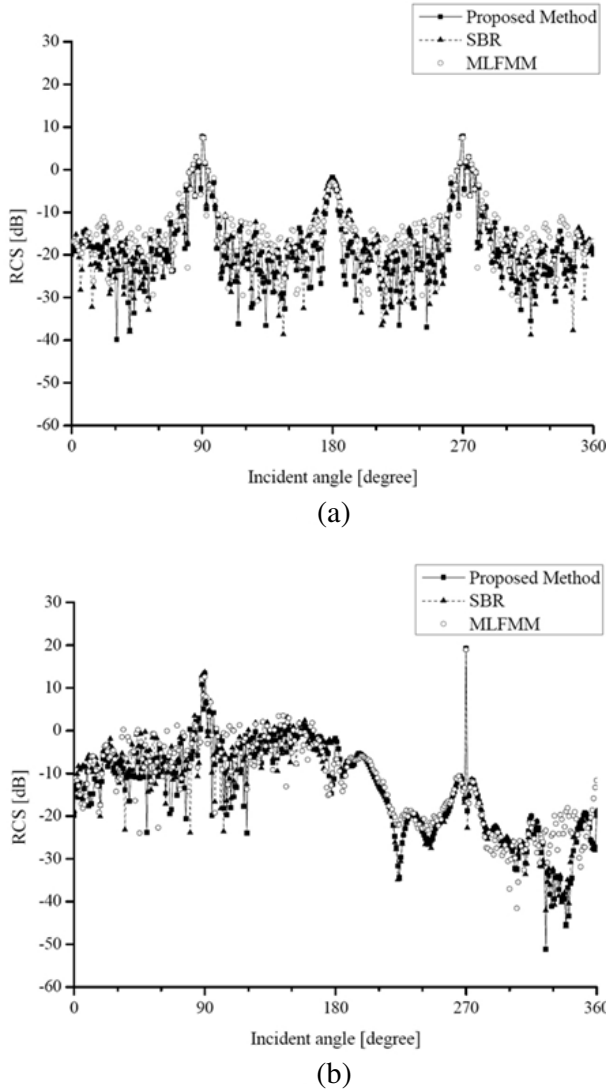 Proposed Method
SBR
MLFMM
30
20
10
0
-10
-20
-30
-40
-50
-60
RCS [dB]
0
90
180
270
360
Incident angle [degree]
(a)
Proposed Method
SBR
MLFMM
30
20
10
0
-10
-20
-30
-40
-50
-60
RCS [dB]
0
90
180
270
360
Incident angle [degree]
(b)